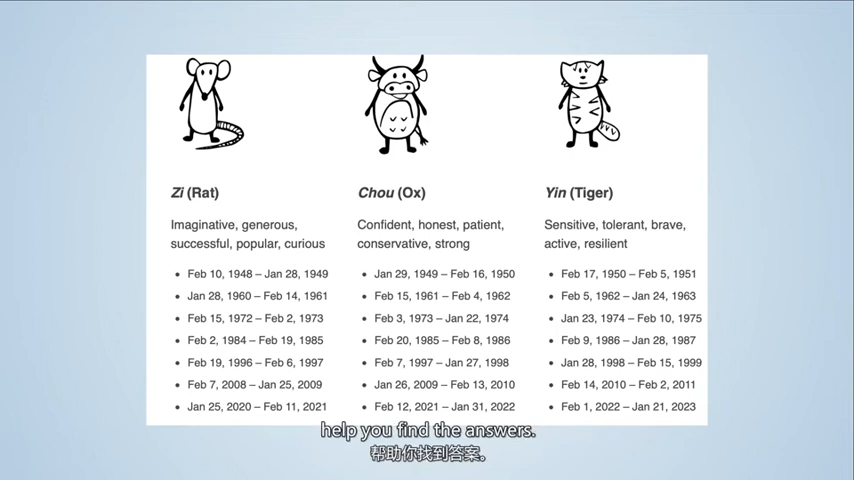 Zi (Rat)
Imaginative, generous,
successful, popular, curious
• Feb 10, 1948 – Jan 28, 1949
• Jan 28, 1960 – Feb 14, 1961
• Feb 15, 1972 – Feb 2, 1973
• Feb 2, 1984 – Feb 19, 1985
• Feb 19, 1996 – Feb 6, 1997
• Feb 7, 2008 – Jan 25, 2009
• Jan 25, 2020 – Feb 11, 2021
Chou (Ox)
Confident, honest, patient,
conservative, strong
• Jan 29, 1949 – Feb 16, 1950
• Feb 15, 1961 – Feb 4, 1962
• Feb 3, 1973 – Jan 22, 1974
• Feb 20, 1985 – Feb 8, 1986
• Feb 7, 1997 – Jan 27, 1998
• Jan 26, 2009 – Feb 13, 2010
• Feb 12, 2021 – Jan 31, 2022
Yin (Tiger)
Sensitive, tolerant, brave,
active, resilient
• Feb 17, 1950 – Feb 5, 1951
• Feb 5, 1962 – Jan 24, 1963
• Jan 23, 1974 – Feb 10, 1975
• Feb 9, 1986 – Jan 28, 1987
• Jan 28, 1998 – Feb 15, 1999
• Feb 14, 2010 – Feb 2, 2011
• Feb 1, 2022 – Jan 21, 2023
help you find the answers.
帮助你找到答案。